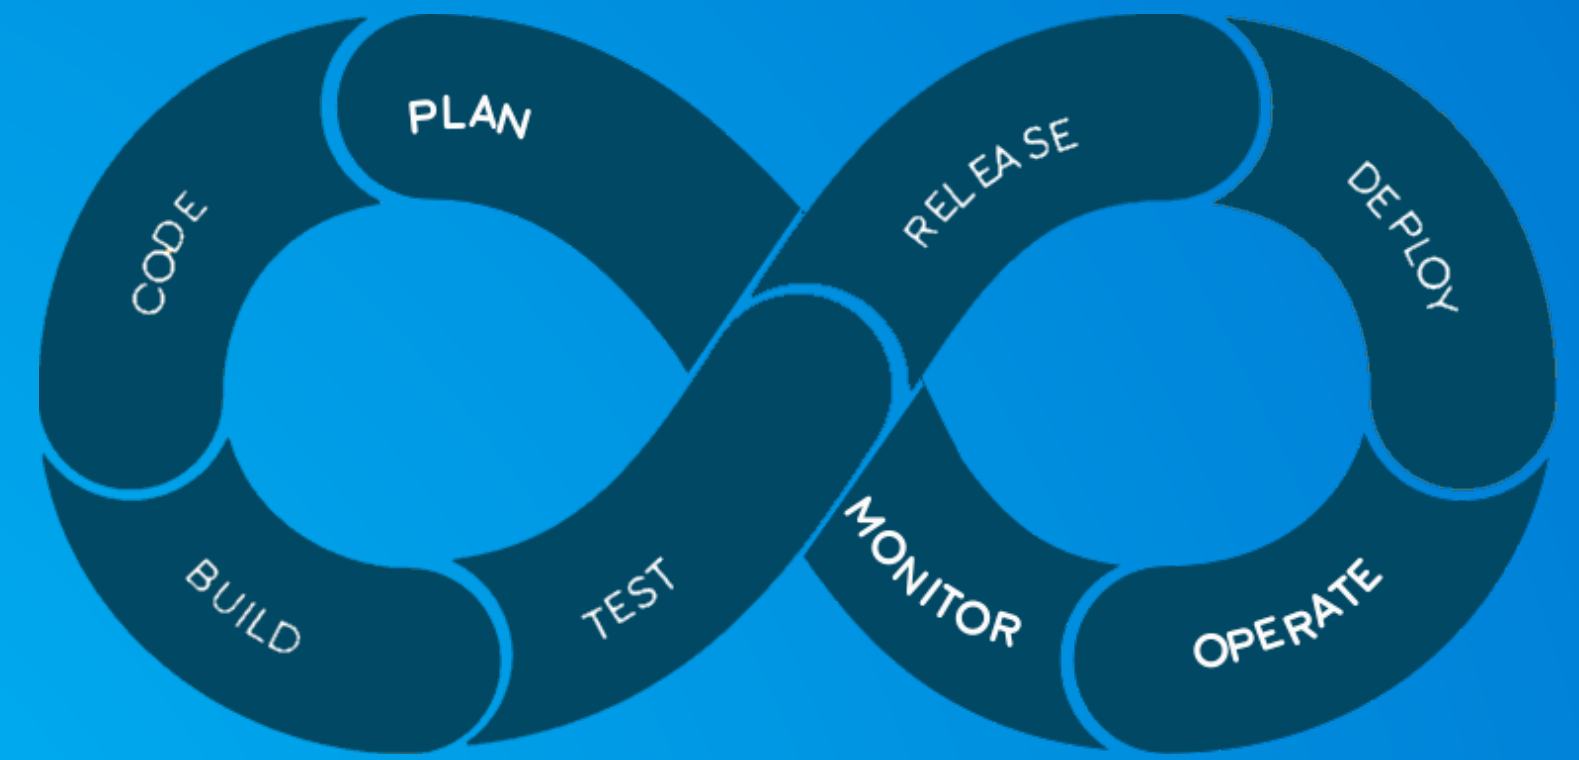 PLAN
CODE
BUILD
TEST
RELEASE
DEPLOY
OPERATE
MONITOR